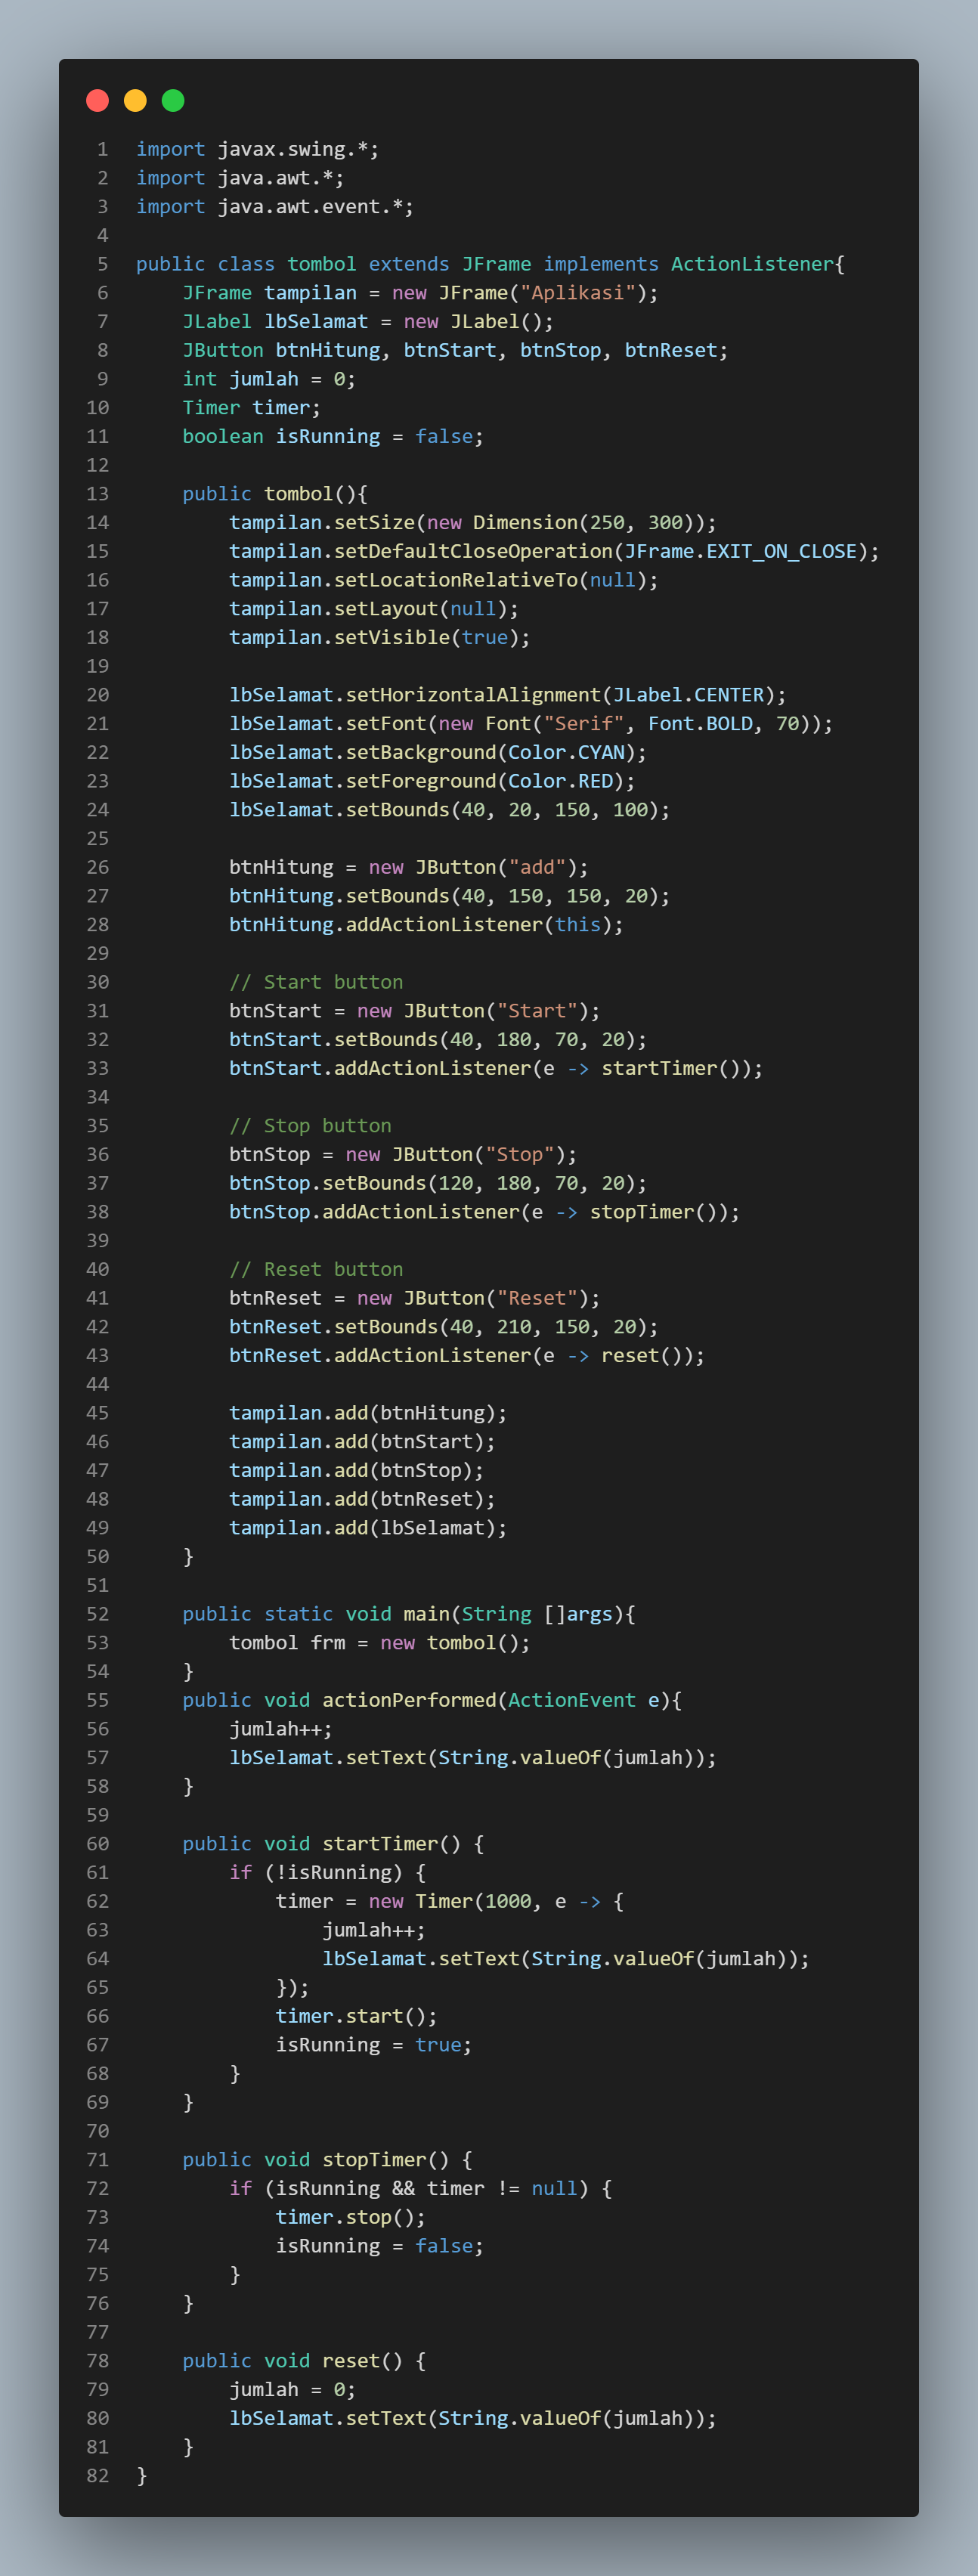 1 import javax.swing.*;
2 import java.awt.*;
3 import java.awt.event.*;
4
5 public class tombol extends JFrame implements ActionListener{
6     JFrame tampilan = new JFrame("Aplikasi");
7     JLabel lbSelamat = new JLabel();
8     JButton btnHitung, btnStart, btnStop, btnReset;
9     int jumlah = 0;
10     Timer timer;
11     boolean isRunning = false;
12
13     public tombol(){
14         tampilan.setSize(new Dimension(250, 300));
15         tampilan.setDefaultCloseOperation(JFrame.EXIT_ON_CLOSE);
16         tampilan.setLocationRelativeTo(null);
17         tampilan.setLayout(null);
18         tampilan.setVisible(true);
19
20         lbSelamat.setHorizontalAlignment(JLabel.CENTER);
21         lbSelamat.setFont(new Font("Serif", Font.BOLD, 70));
22         lbSelamat.setBackground(Color.CYAN);
23         lbSelamat.setForeground(Color.RED);
24         lbSelamat.setBounds(40, 20, 150, 100);
25
26         btnHitung = new JButton("add");
27         btnHitung.setBounds(40, 150, 150, 20);
28         btnHitung.addActionListener(this);
29
30         // Start button
31         btnStart = new JButton("Start");
32         btnStart.setBounds(40, 180, 70, 20);
33         btnStart.addActionListener(e -> startTimer());
34
35         // Stop button
36         btnStop = new JButton("Stop");
37         btnStop.setBounds(120, 180, 70, 20);
38         btnStop.addActionListener(e -> stopTimer());
39
40         // Reset button
41         btnReset = new JButton("Reset");
42         btnReset.setBounds(40, 210, 150, 20);
43         btnReset.addActionListener(e -> reset());
44
45         tampilan.add(btnHitung);
46         tampilan.add(btnStart);
47         tampilan.add(btnStop);
48         tampilan.add(btnReset);
49         tampilan.add(lbSelamat);
50     }
51
52     public static void main(String []args){
53         tombol frm = new tombol();
54     }
55     public void actionPerformed(ActionEvent e){
56         jumlah++;
57         lbSelamat.setText(String.valueOf(jumlah));
58     }
59
60     public void startTimer() {
61         if (!isRunning) {
62             timer = new Timer(1000, e -> {
63                 jumlah++;
64                 lbSelamat.setText(String.valueOf(jumlah));
65             });
66             timer.start();
67             isRunning = true;
68         }
69     }
70
71     public void stopTimer() {
72         if (isRunning && timer != null) {
73             timer.stop();
74             isRunning = false;
75         }
76     }
77
78     public void reset() {
79         jumlah = 0;
80         lbSelamat.setText(String.valueOf(jumlah));
81     }
82 }